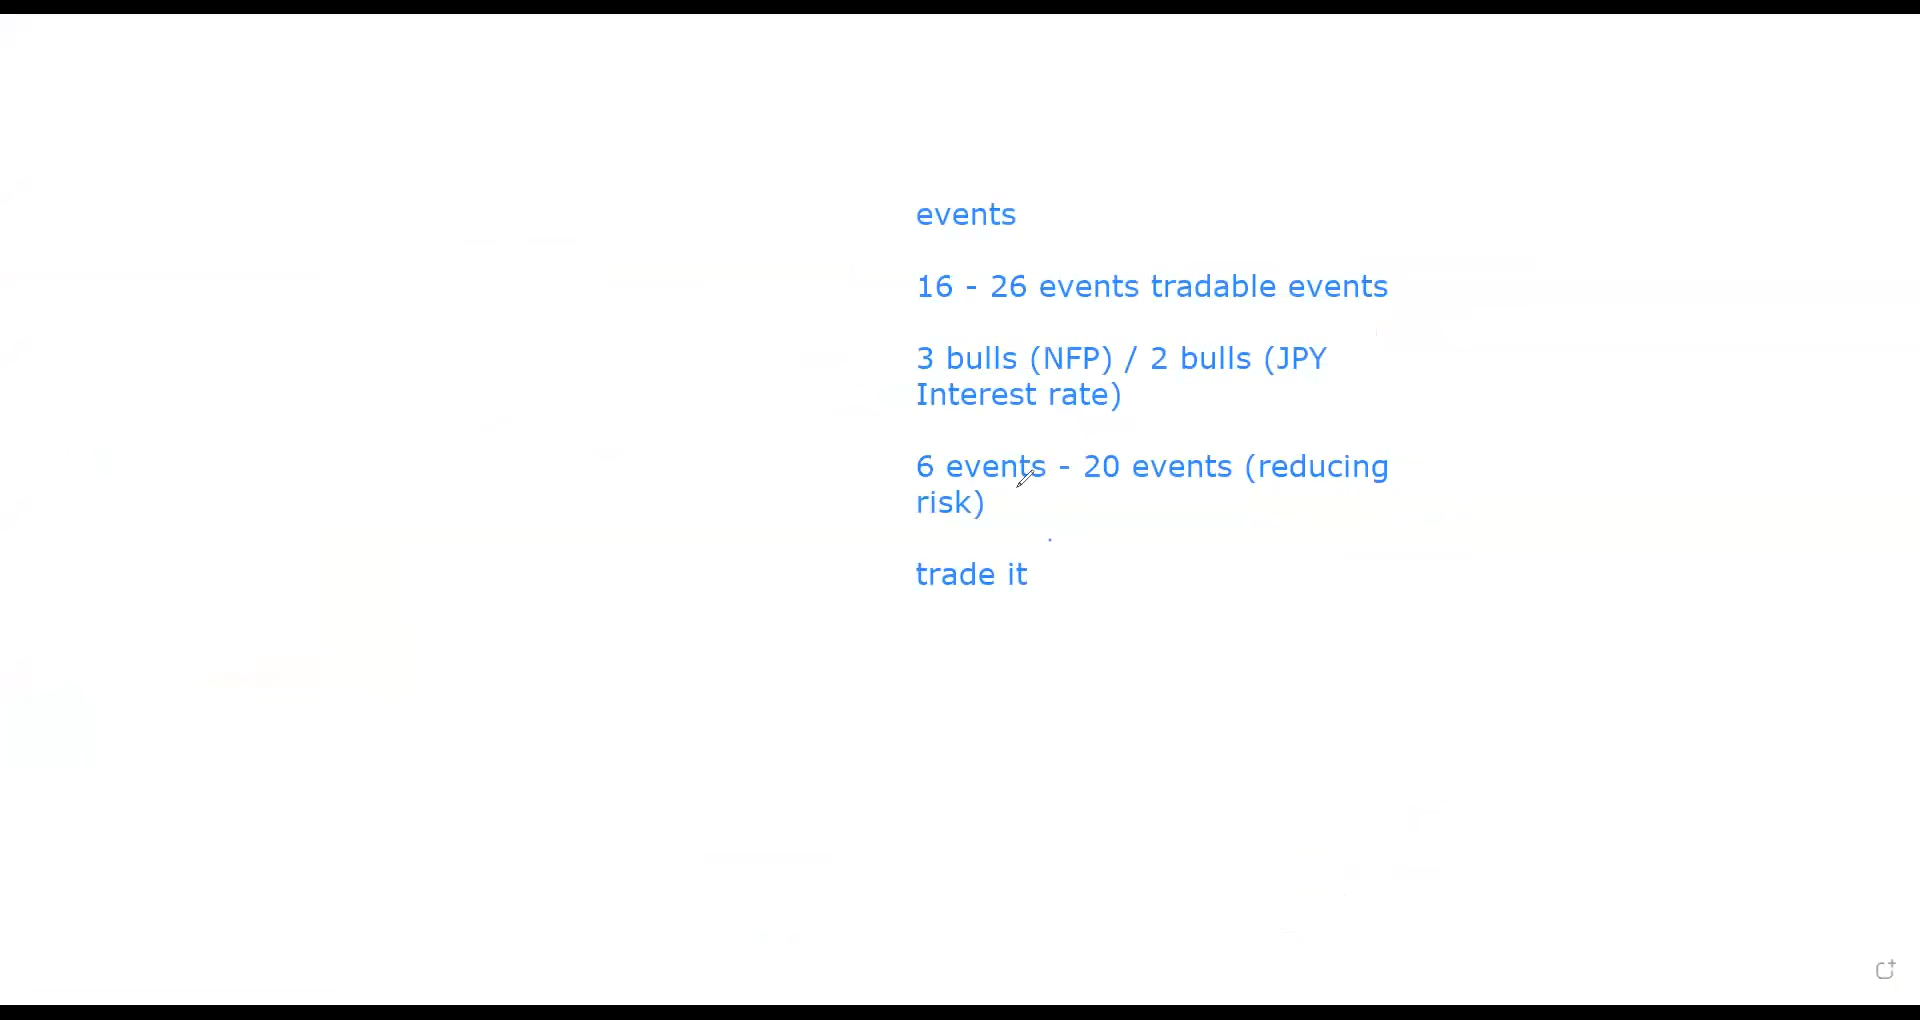 events
16 - 26 events tradable events
3 bulls (NFP) / 2 bulls (JPY
Interest rate)
6 events - 20 events (reducing
risk)
trade it